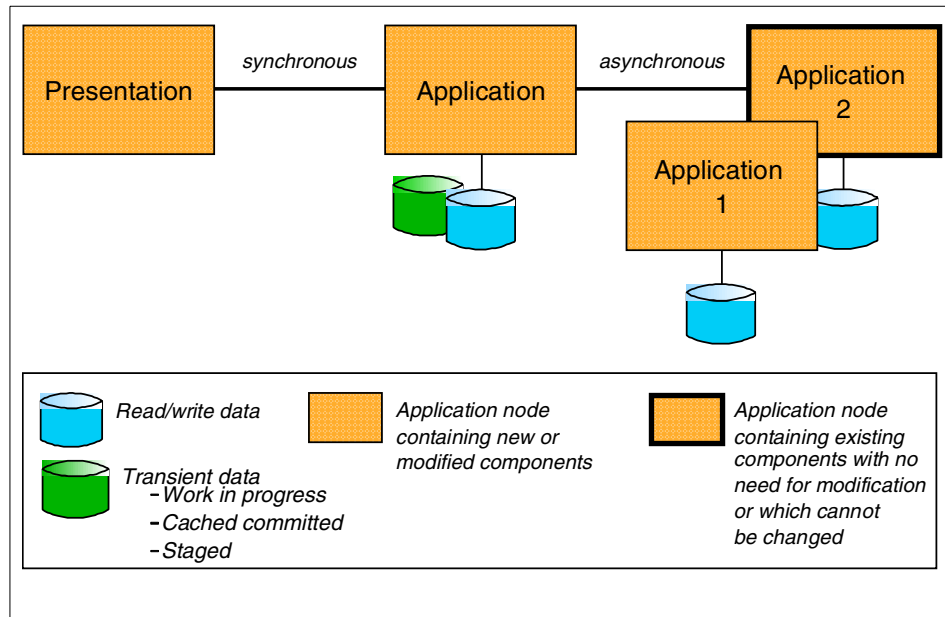 Presentation
synchronous
Application
asynchronous
Application
2
Application
1
Read/write data
Transient data
-Work in progress
-Cached committed
-Staged
Application node
containing new or
modified components
Application node
containing existing
components with no
need for modification
or which cannot
be changed